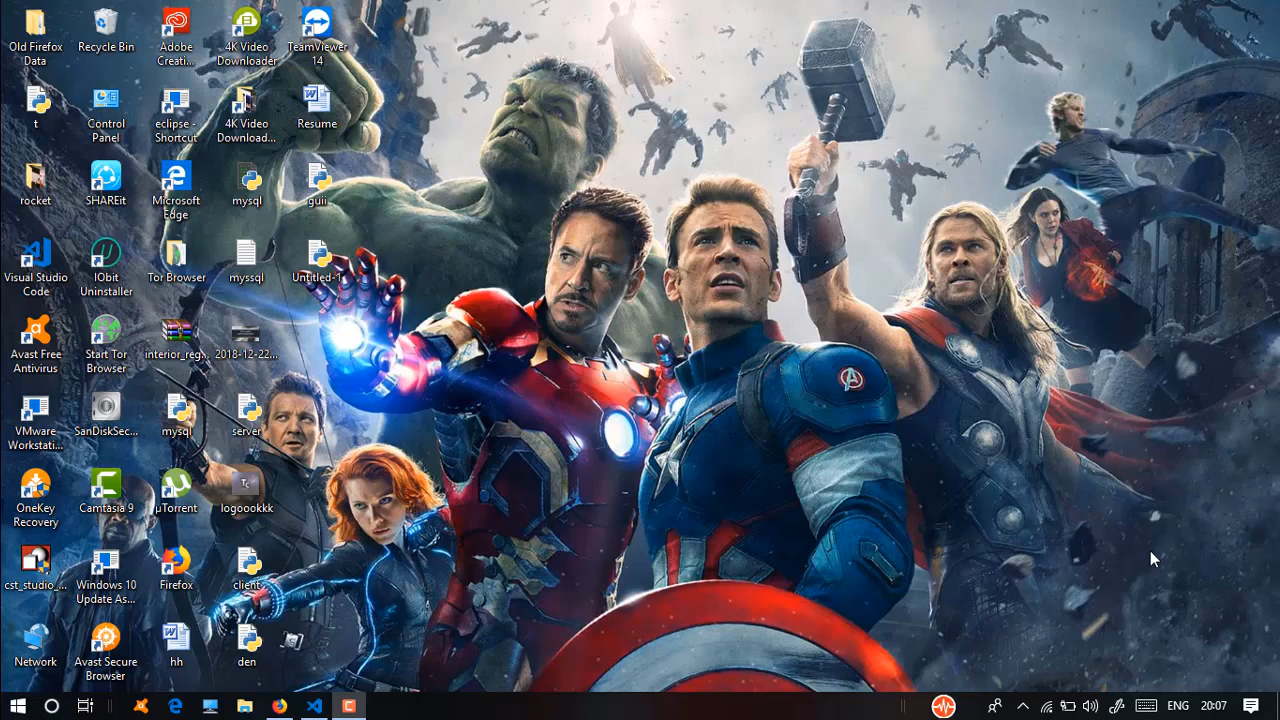 Old Firefox
Data
Recycle Bin
Adobe
Creati...
4K Video
Downloader
TeamViewer
14
t
Control
Panel
eclipse -
Shortcut
4K Video
Download...
Resume
rocket
SHAREit
Microsoft
Edge
mysql
guii
Visual Studio
Code
IObit
Uninstaller
Tor Browser
myssql
Untitled-1
Avast Free
Antivirus
Start Tor
Browser
interior_reg...
2018-12-22...
VMware
Workstati...
SanDiskSec...
mysql
server
OneKey
Recovery
Camtasia 9
µTorrent
Tc
logoookkk
cst_studio_...
Windows 10
Update As...
Firefox
client
Network
Avast Secure
Browser
hh
den
ENG
20:07